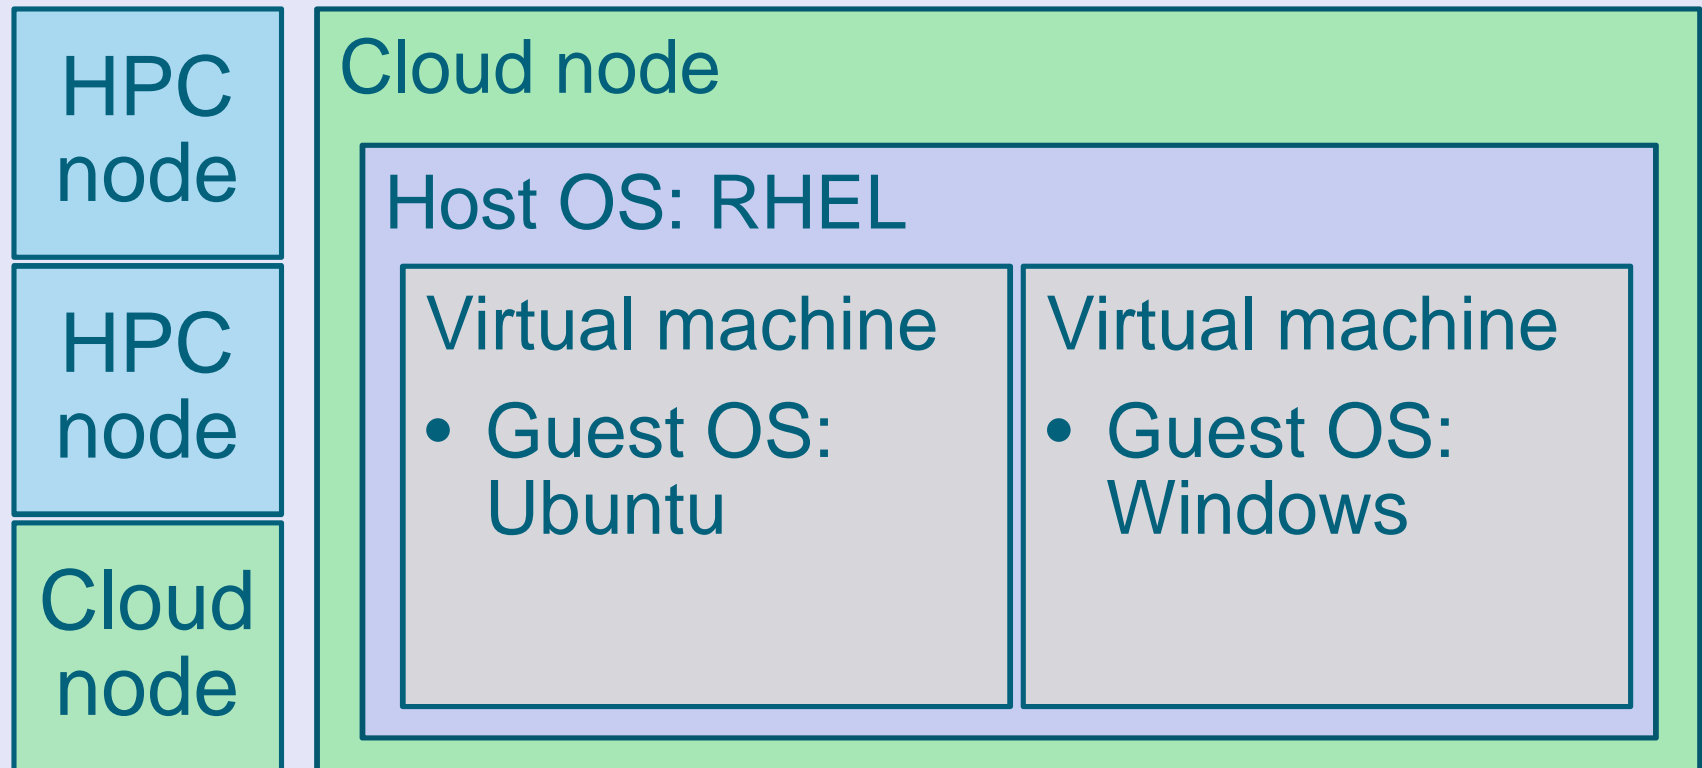 HPC
node
HPC
node
Cloud
node
Cloud node
Host OS: RHEL
Virtual machine
• Guest OS:
Ubuntu
Virtual machine
• Guest OS:
Windows